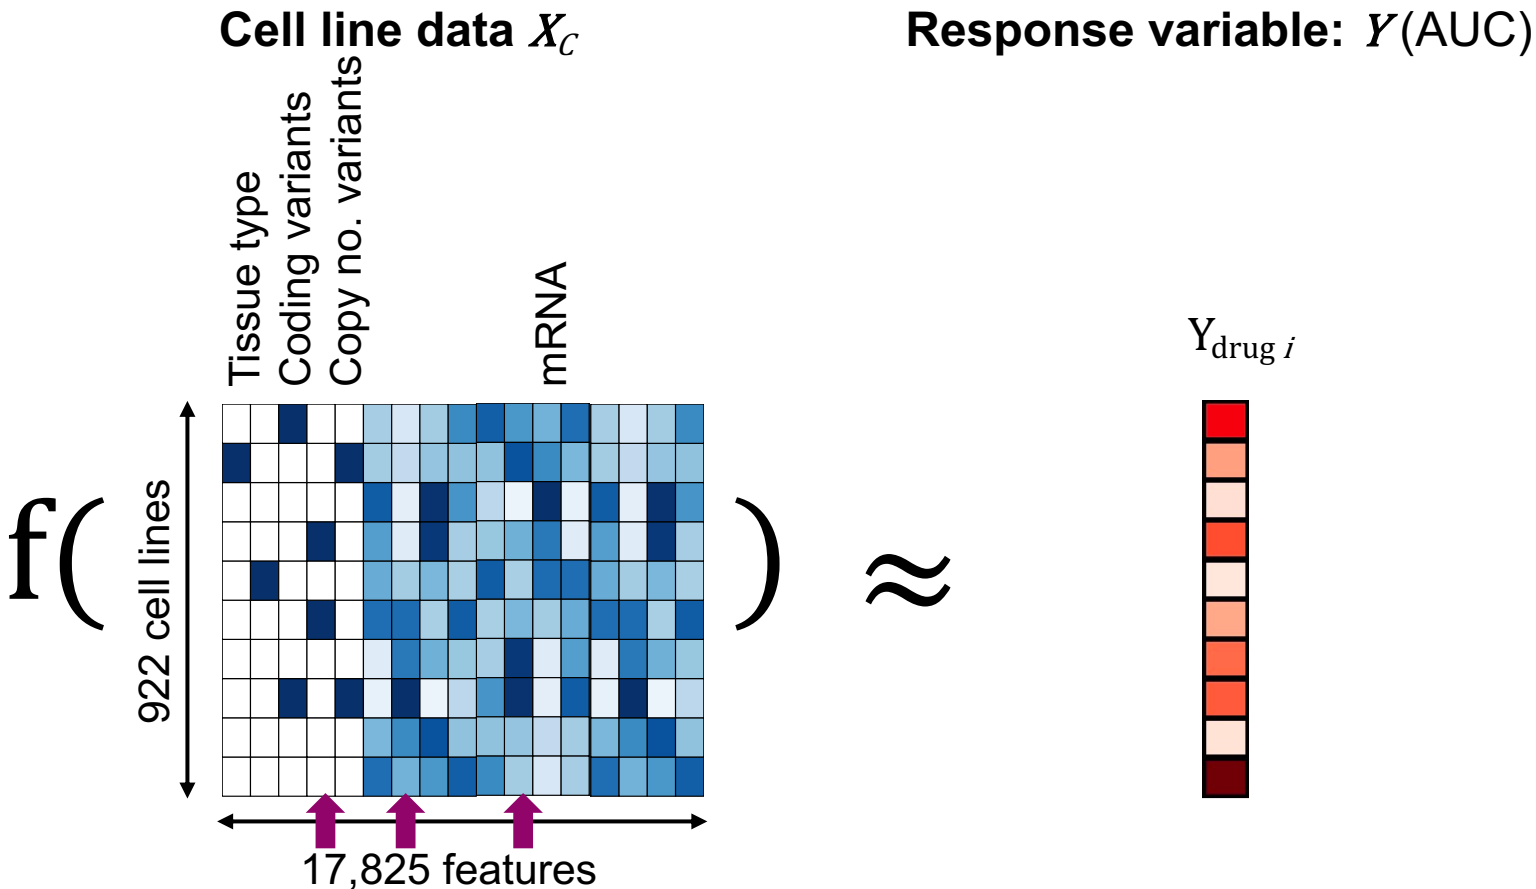 Cell line data X_C
Response variable: Y (AUC)
Tissue type
Coding variants
Copy no. variants
mRNA
Y_drug i
f(
922 cell lines
)
≈
17,825 features